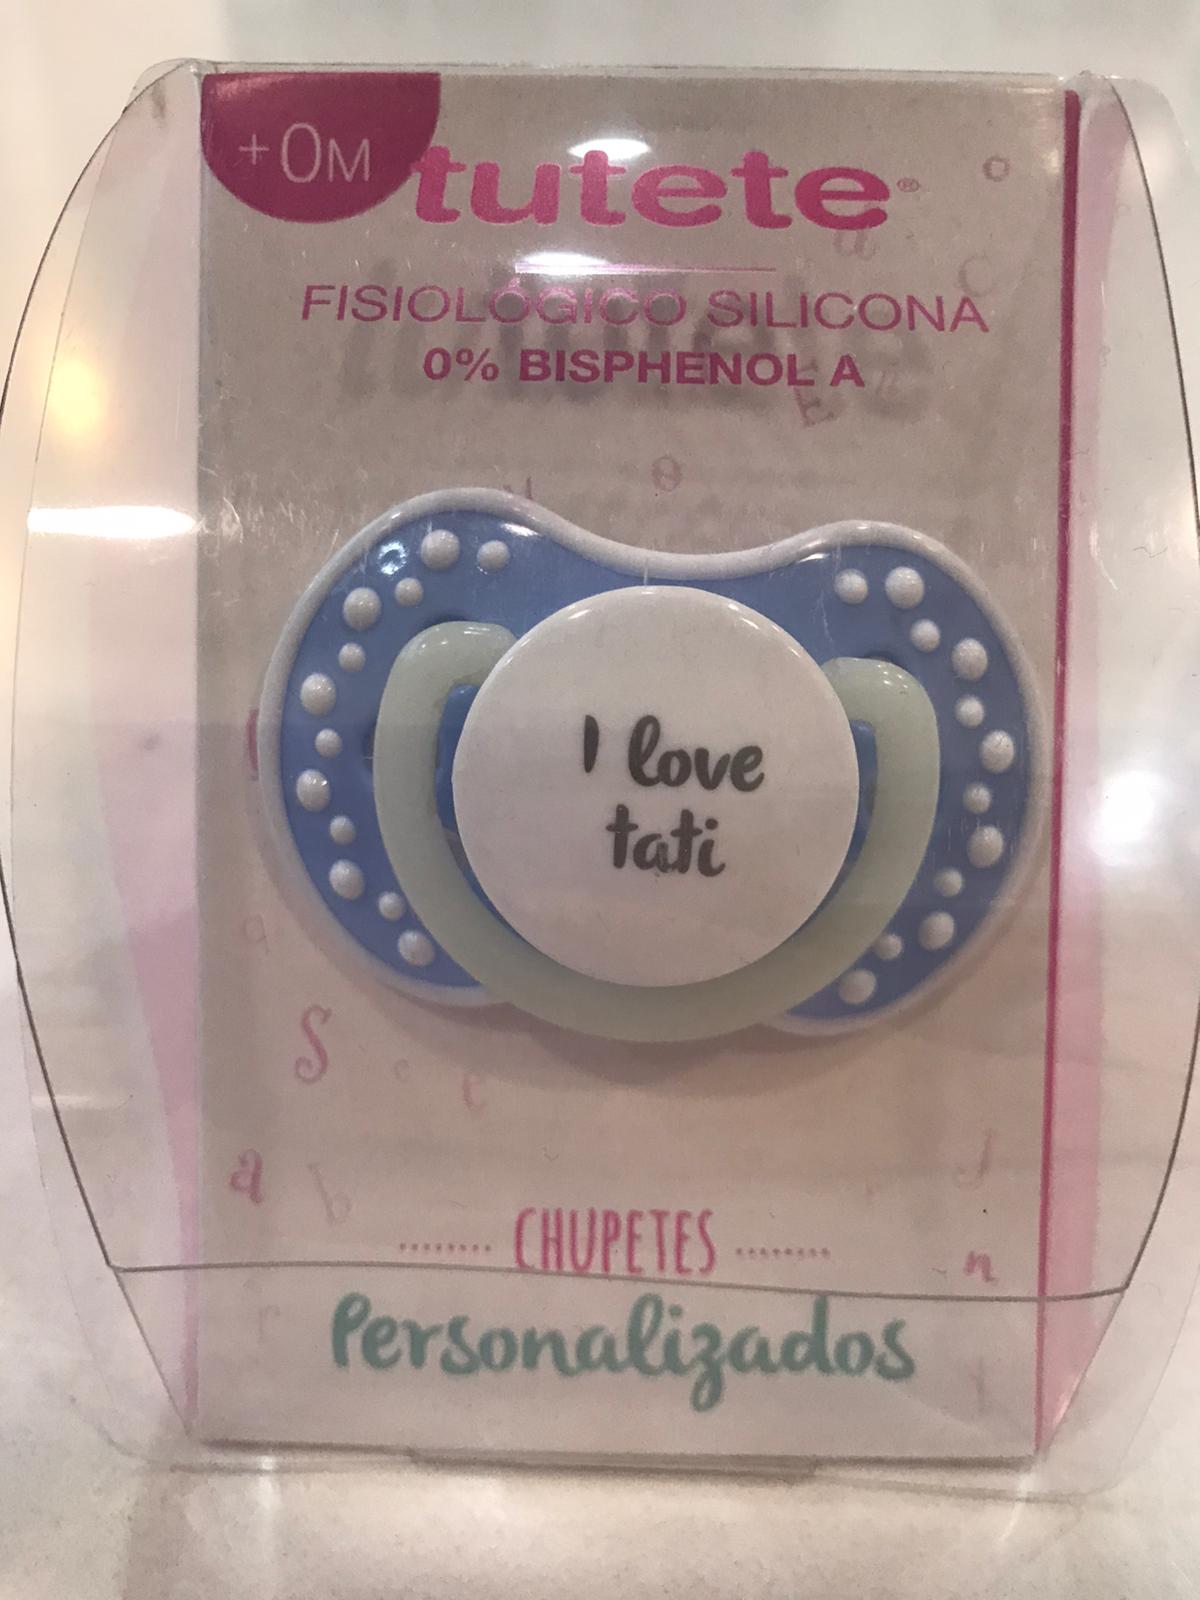 +0M
tutete®
FISIOLÓGICO SILICONA
0% BISPHENOL A
I love
tati
CHUPETES
Personalizados